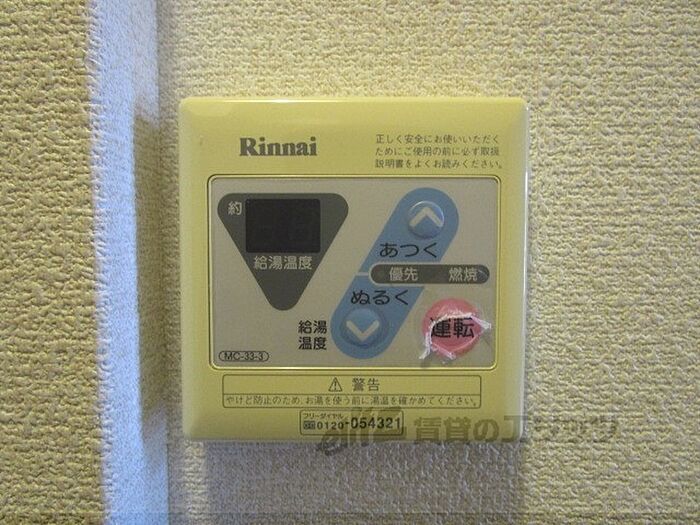 Rinnai
正しく安全にお使いいただく
ためにご使用の前に必ず取扱
説明書をよくお読みください。
約
給湯温度
あつく
優先 燃焼
ぬるく
給湯
温度
運転
MC-33-3
⚠ 警告
やけど防止のため、お湯を使う前に湯温を確かめてください。
フリーダイヤル
0120-054321
賃貸のエリッツ